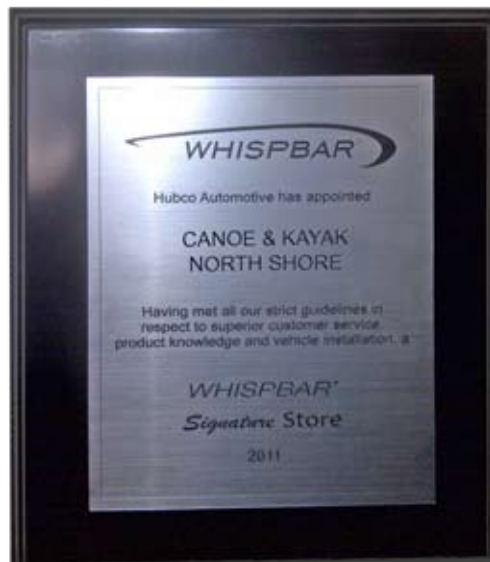 WHISPBAR
Hubco Automotive has appointed
CANOE & KAYAK
NORTH SHORE
Having met all our strict guidelines in
respect to superior customer service
product knowledge and vehicle installation, a
WHISPBAR®
Signature Store
2011